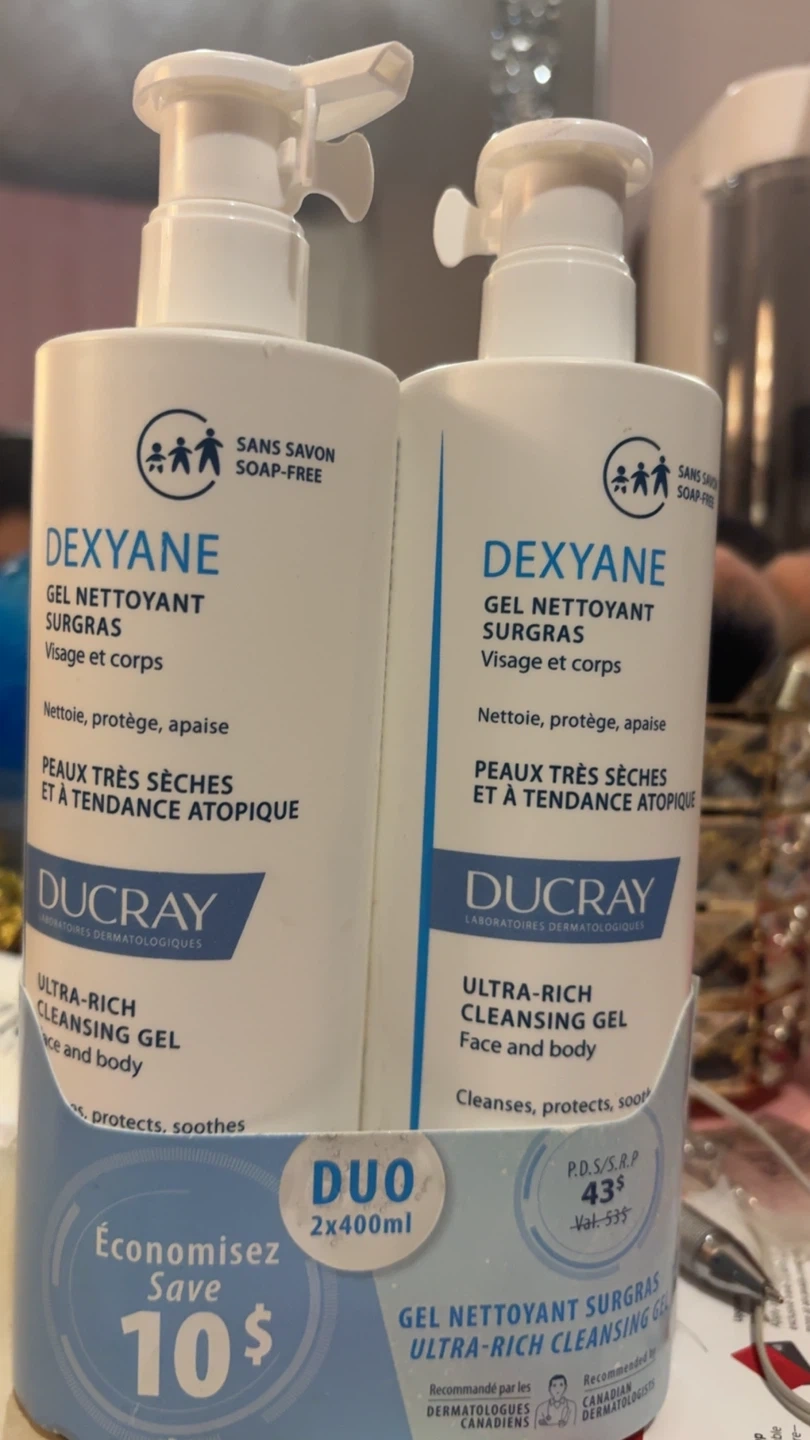 SANS SAVON
SOAP-FREE
DEXYANE
GEL NETTOYANT
SURGRAS
Visage et corps
Nettoie, protège, apaise
PEAUX TRÈS SÈCHES
ET À TENDANCE ATOPIQUE
DUCRAY
LABORATOIRES DERMATOLOGIQUES
ULTRA-RICH
CLEANSING GEL
ace and body
es, protects, soothes
SANS SAVON
SOAP-FREE
DEXYANE
GEL NETTOYANT
SURGRAS
Visage et corps
Nettoie, protège, apaise
PEAUX TRÈS SÈCHES
ET À TENDANCE ATOPIQUE
DUCRAY
LABORATOIRES DERMATOLOGIQUES
ULTRA-RICH
CLEANSING GEL
Face and body
Cleanses, protects, soot
DUO
2x400ml
Économisez
Save
10$
P.D.S/S.R.P
43$
Val. 53$
GEL NETTOYANT SURGRAS
ULTRA-RICH CLEANSING GEL
Recommandé par les
DERMATOLOGUES
CANADIENS
Recommended by
CANADIAN
DERMATOLOGISTS